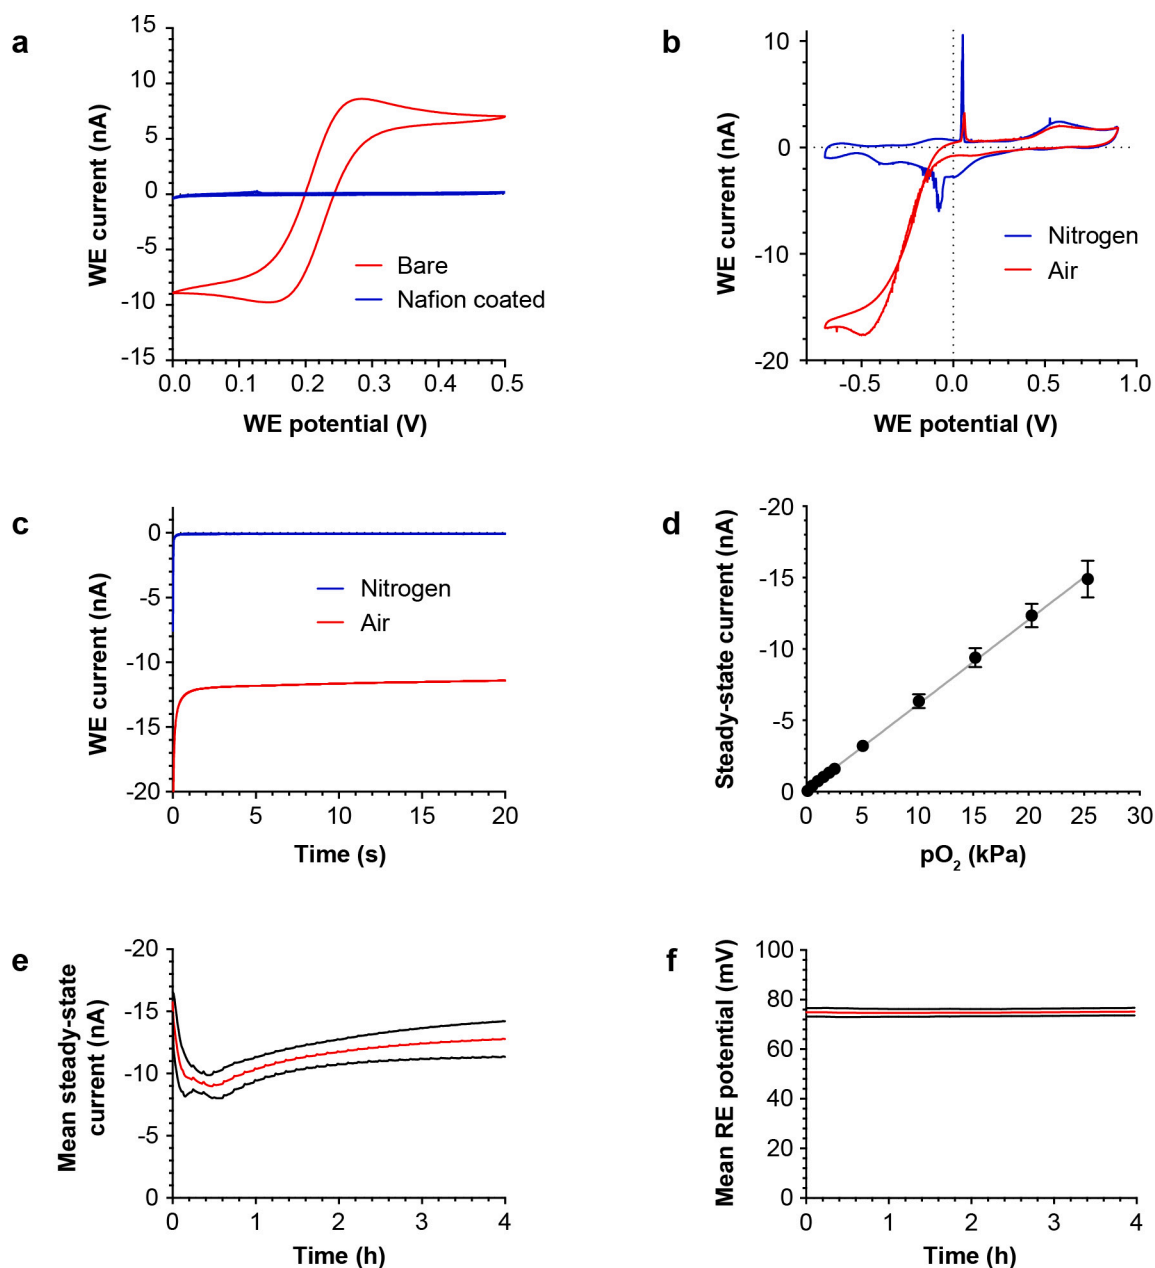 a
15
10
5
0
-5
-10
-15
WE current (nA)
Bare
Nafion coated
0.0 0.1 0.2 0.3 0.4 0.5
WE potential (V)
b
10
0
-10
-20
WE current (nA)
Nitrogen
Air
-0.5 0.0 0.5 1.0
WE potential (V)
c
0
-5
-10
-15
-20
WE current (nA)
Nitrogen
Air
0 5 10 15 20
Time (s)
d
-20
-15
-10
-5
0
Steady-state current (nA)
0 5 10 15 20 25 30
pO₂ (kPa)
e
-20
-15
-10
-5
0
Mean steady-state
current (nA)
0 1 2 3 4
Time (h)
f
100
80
60
40
20
0
Mean RE potential (mV)
0 1 2 3 4
Time (h)